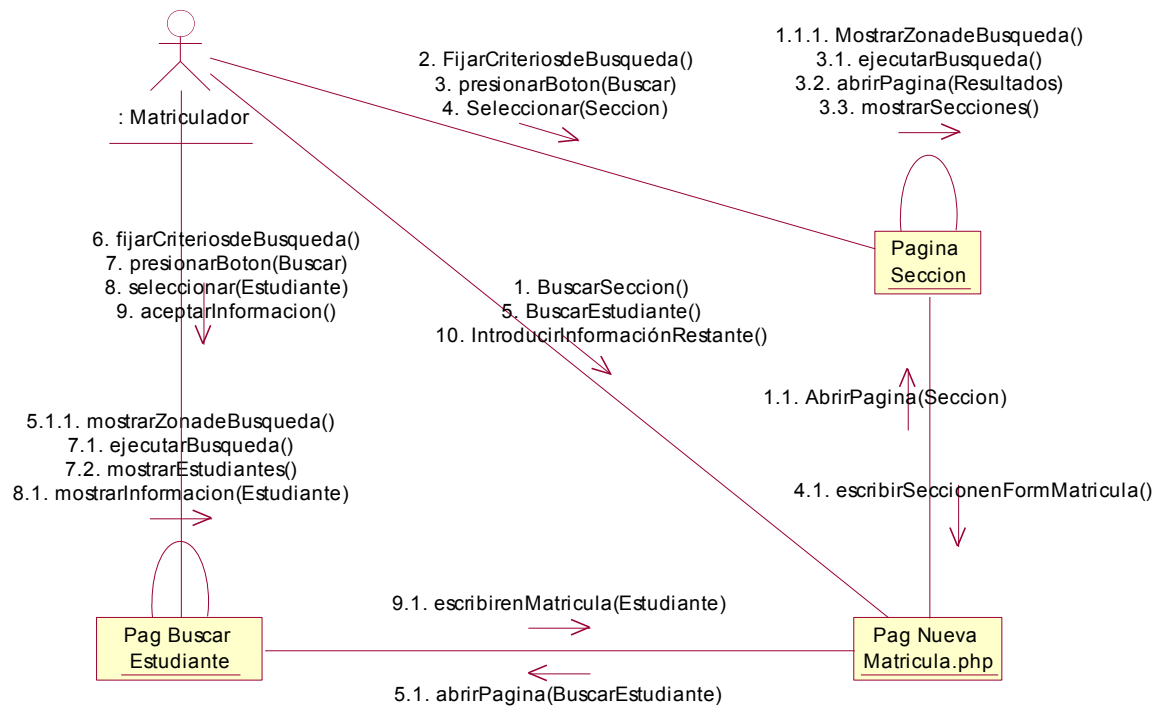 : Matriculador
2. FijarCriteriosdeBusqueda()
3. presionarBoton(Buscar)
4. Seleccionar(Seccion)
1.1.1. MostrarZonadeBusqueda()
3.1. ejecutarBusqueda()
3.2. abrirPagina(Resultados)
3.3. mostrarSecciones()
Pagina
Seccion
6. fijarCriteriosdeBusqueda()
7. presionarBoton(Buscar)
8. seleccionar(Estudiante)
9. aceptarInformacion()
1. BuscarSeccion()
5. BuscarEstudiante()
10. IntroducirInformaciónRestante()
1.1. AbrirPagina(Seccion)
5.1.1. mostrarZonadeBusqueda()
7.1. ejecutarBusqueda()
7.2. mostrarEstudiantes()
8.1. mostrarInformacion(Estudiante)
4.1. escribirSeccionenFormMatricula()
9.1. escribirenMatricula(Estudiante)
Pag Buscar
Estudiante
Pag Nueva
Matricula.php
5.1. abrirPagina(BuscarEstudiante)